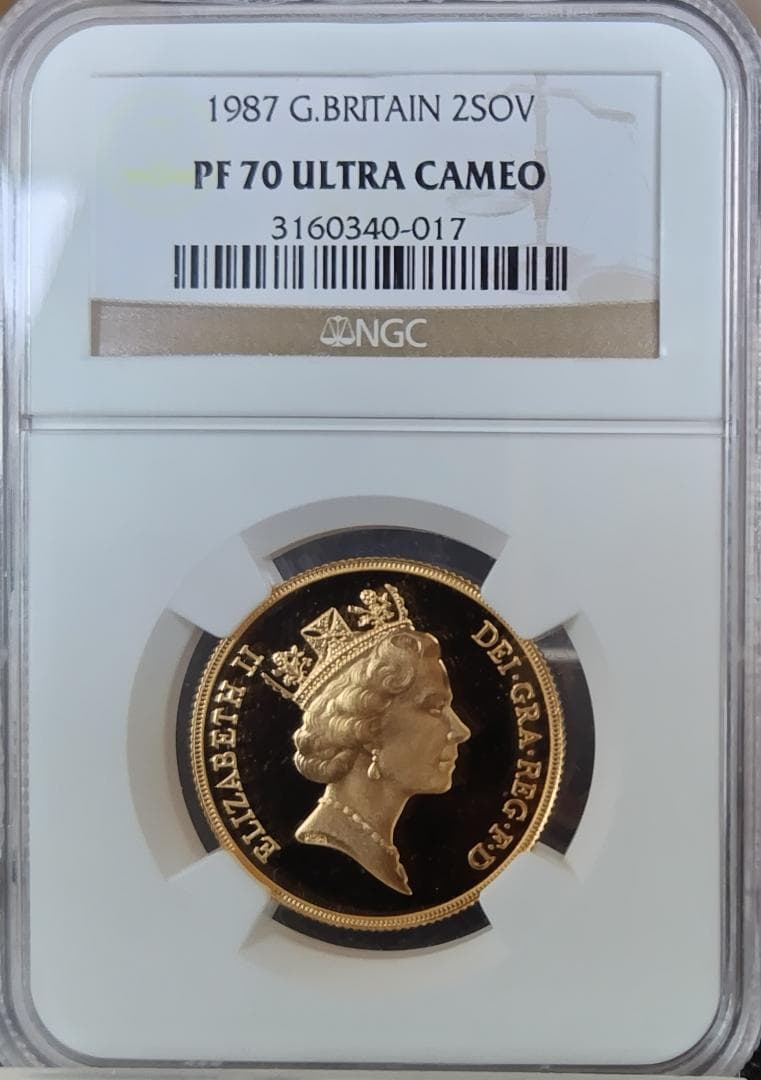 1987 G.BRITAIN 2SOV
PF 70 ULTRA CAMEO
3160340-017
NGC
ELIZABETH II
DEI·GRA·REG·F·D